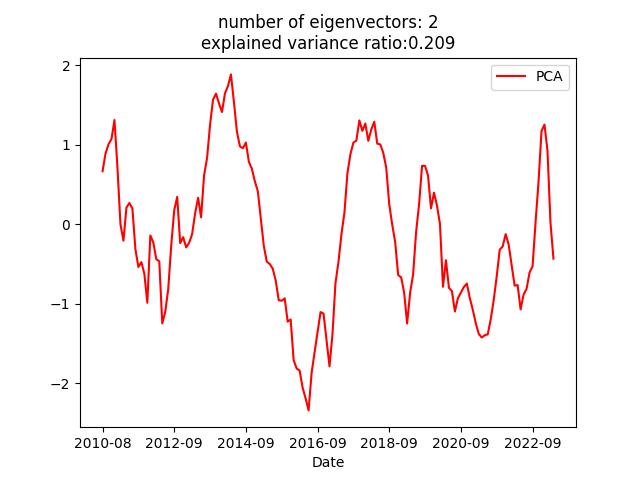 number of eigenvectors: 2
explained variance ratio:0.209
PCA
2
1
0
−1
−2
2010-08 2012-09 2014-09 2016-09 2018-09 2020-09 2022-09
Date